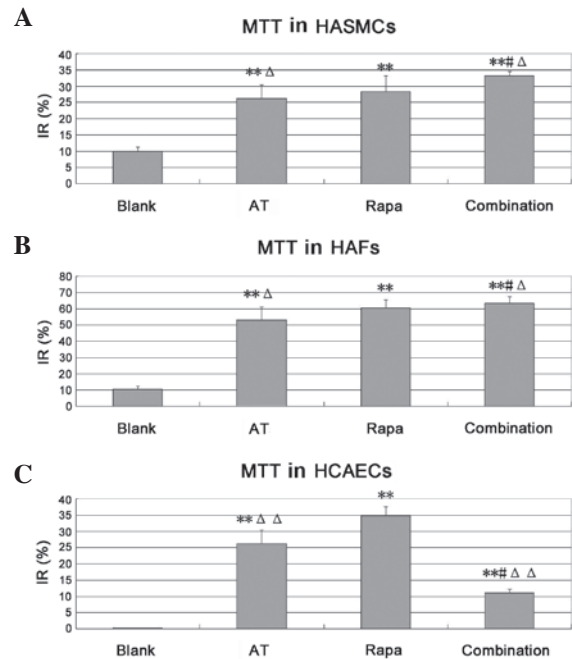 A
MTT in HASMCs
IR (%)
40
35
30
25
20
15
10
5
0
** Δ
**
**# Δ
Blank AT Rapa Combination
B
MTT in HAFs
IR (%)
80
70
60
50
40
30
20
10
0
** Δ
**
**# Δ
Blank AT Rapa Combination
C
MTT in HCAECs
IR (%)
40
35
30
25
20
15
10
5
0
** Δ Δ
**
**# Δ Δ
Blank AT Rapa Combination